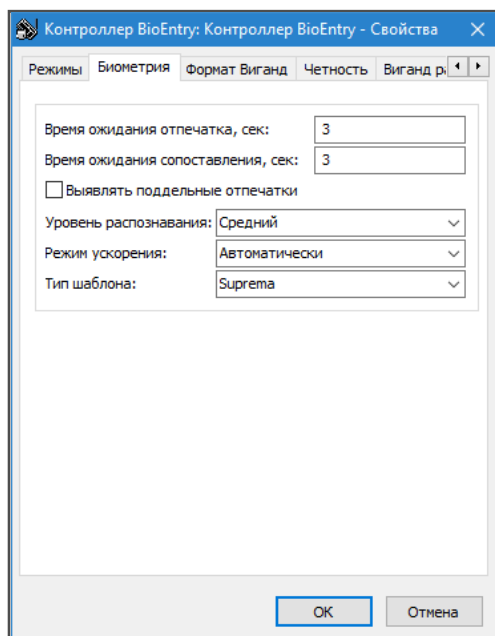 Контроллер BioEntry: Контроллер BioEntry - Свойства
Режимы Биометрия Формат Виганд Четность Виганд
Время ожидания отпечатка, сек: 3
Время ожидания сопоставления, сек: 3
Выявлять поддельные отпечатки
Уровень распознавания: Средний
Режим ускорения: Автоматически
Тип шаблона: Suprema
OK Отмена